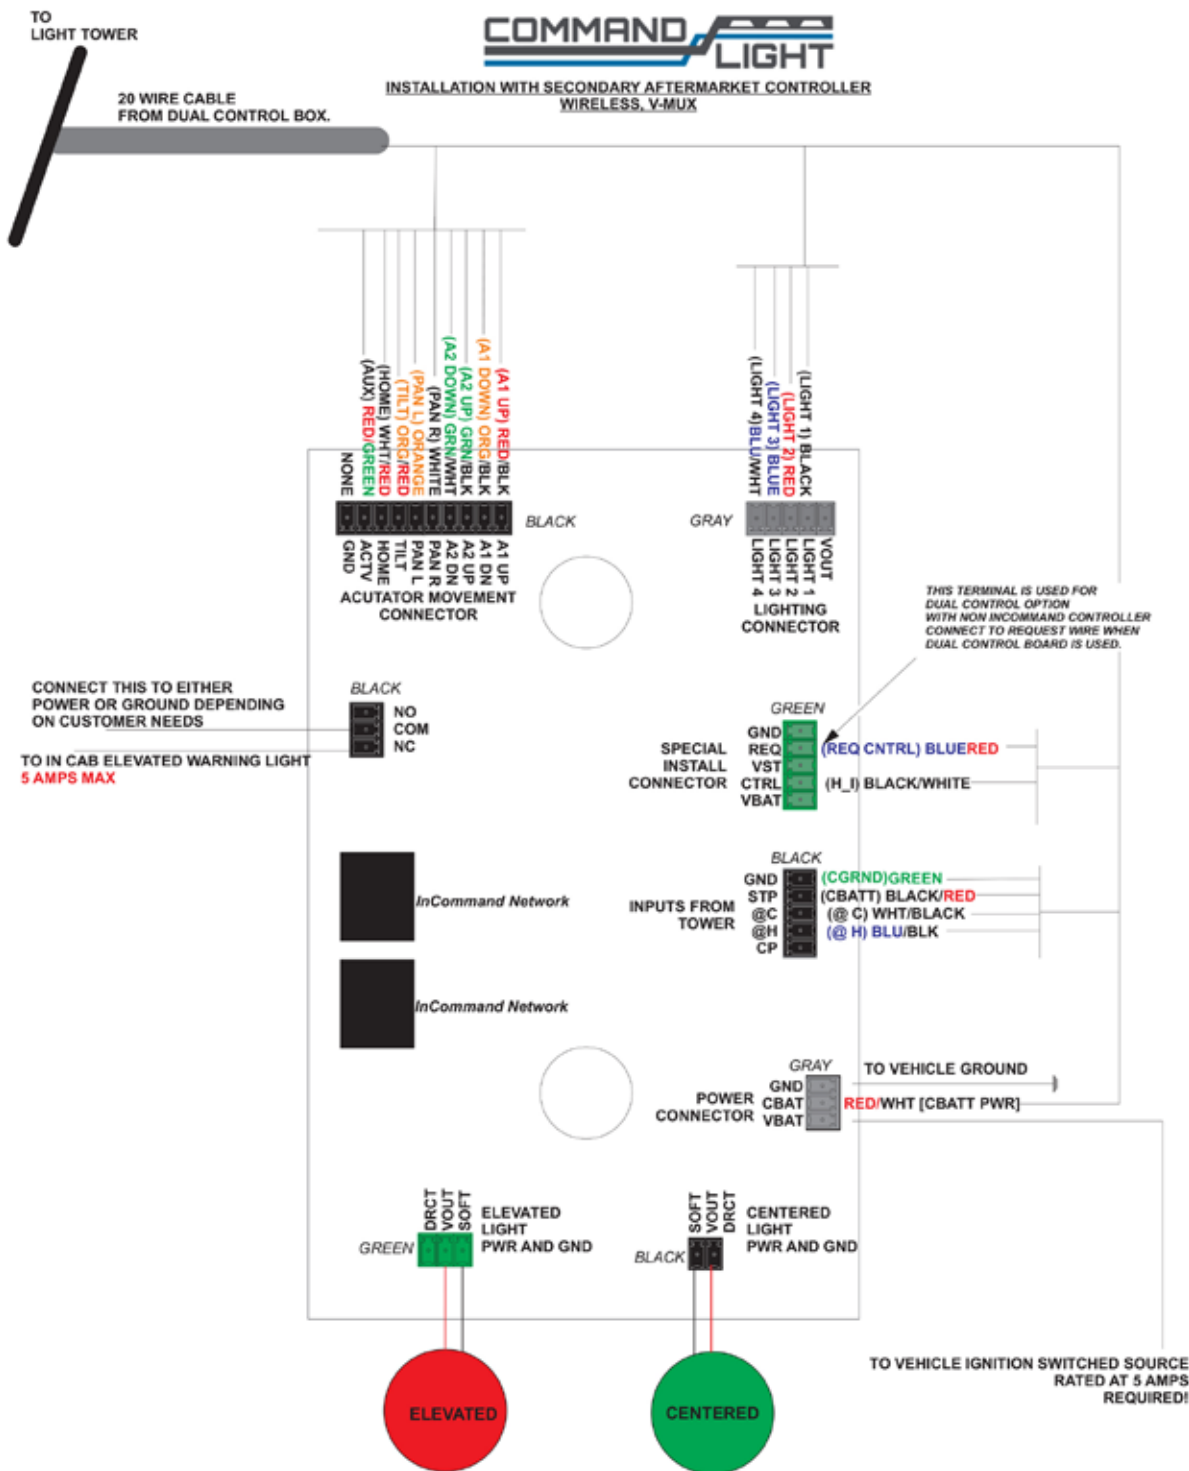 TO
LIGHT TOWER
COMMAND
LIGHT
INSTALLATION WITH SECONDARY AFTERMARKET CONTROLLER
WIRELESS, V-MUX
20 WIRE CABLE
FROM DUAL CONTROL BOX.
NONE
(AUX) RED/GREEN
(HOME) WHT/RED
(TILT) ORG/RED
(PAN L) ORANGE
(PAN R) WHITE
(A2 DOWN) GRN/WHT
(A2 UP) GRN/BLK
(A1 DOWN) ORG/BLK
(A1 UP) RED/BLK
BLACK
GND
ACTV
HOME
TILT
PAN L
PAN R
A2 DN
A2 UP
A1 DN
A1 UP
ACUTATOR MOVEMENT
CONNECTOR
(LIGHT 4)BLU/WHT
(LIGHT 3) BLUE
(LIGHT 2) RED
(LIGHT 1) BLACK
GRAY
LIGHT 4
LIGHT 3
LIGHT 2
LIGHT 1
VOUT
LIGHTING
CONNECTOR
THIS TERMINAL IS USED FOR
DUAL CONTROL OPTION
WITH NON INCOMMAND CONTROLLER
CONNECT TO REQUEST WIRE WHEN
DUAL CONTROL BOARD IS USED.
CONNECT THIS TO EITHER
POWER OR GROUND DEPENDING
ON CUSTOMER NEEDS
TO IN CAB ELEVATED WARNING LIGHT
5 AMPS MAX
BLACK
NO
COM
NC
GREEN
SPECIAL
INSTALL
CONNECTOR
GND
REQ (REQ CNTRL) BLUERED
VST
CTRL (H_I) BLACK/WHITE
VBAT
BLACK
INPUTS FROM
TOWER
GND (CGRND)GREEN
STP (CBATT) BLACK/RED
@C (@ C) WHT/BLACK
@H (@ H) BLU/BLK
CP
InCommand Network
InCommand Network
GRAY
POWER
CONNECTOR
GND TO VEHICLE GROUND
CBAT RED/WHT [CBATT PWR]
VBAT
DRCT
VOUT
SOFT
ELEVATED
LIGHT
PWR AND GND
GREEN
SOFT
VOUT
DRCT
CENTERED
LIGHT
PWR AND GND
BLACK
ELEVATED
CENTERED
TO VEHICLE IGNITION SWITCHED SOURCE
RATED AT 5 AMPS
REQUIRED!